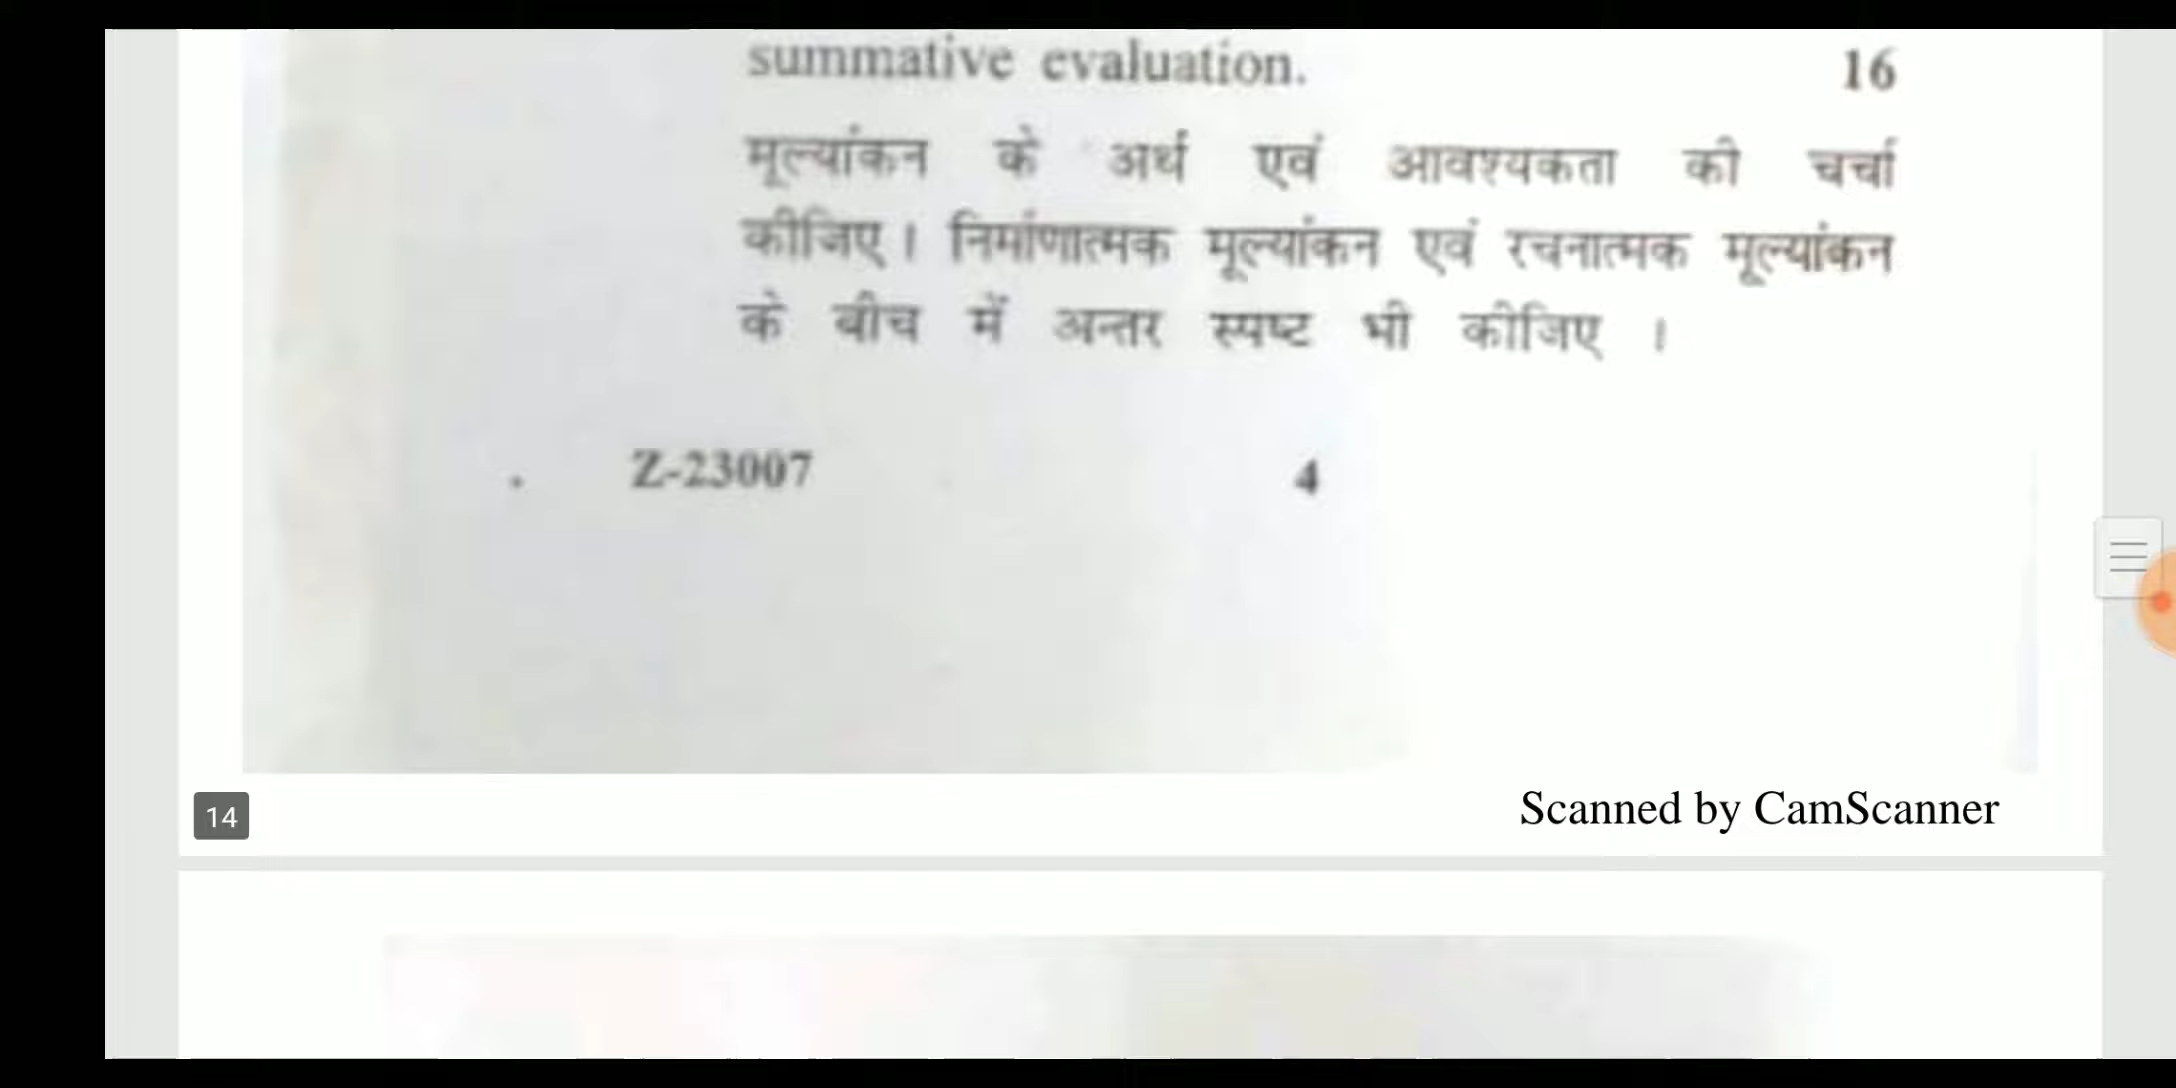 summative evaluation. 16
मूल्यांकन के अर्थ एवं आवश्यकता की चर्चा
कीजिए। निर्माणात्मक मूल्यांकन एवं रचनात्मक मूल्यांकन
के बीच में अन्तर स्पष्ट भी कीजिए ।
Z-23007 4
14
Scanned by CamScanner